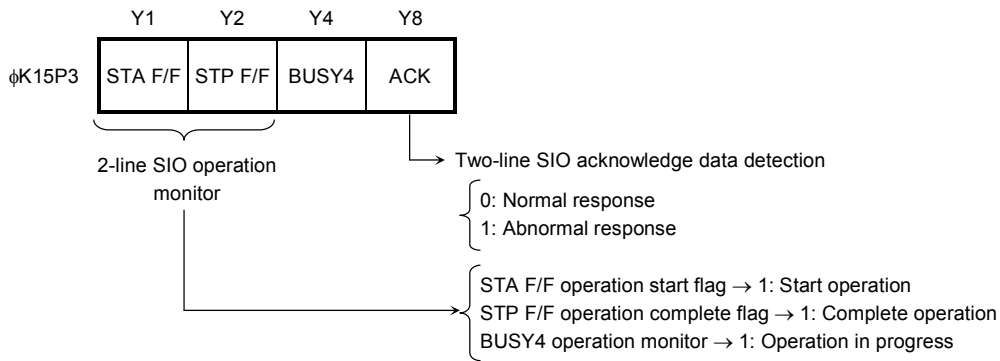 Y1 Y2 Y4 Y8
ϕK15P3 STA F/F STP F/F BUSY4 ACK
2-line SIO operation
monitor
Two-line SIO acknowledge data detection
0: Normal response
1: Abnormal response
STA F/F operation start flag → 1: Start operation
STP F/F operation complete flag → 1: Complete operation
BUSY4 operation monitor → 1: Operation in progress